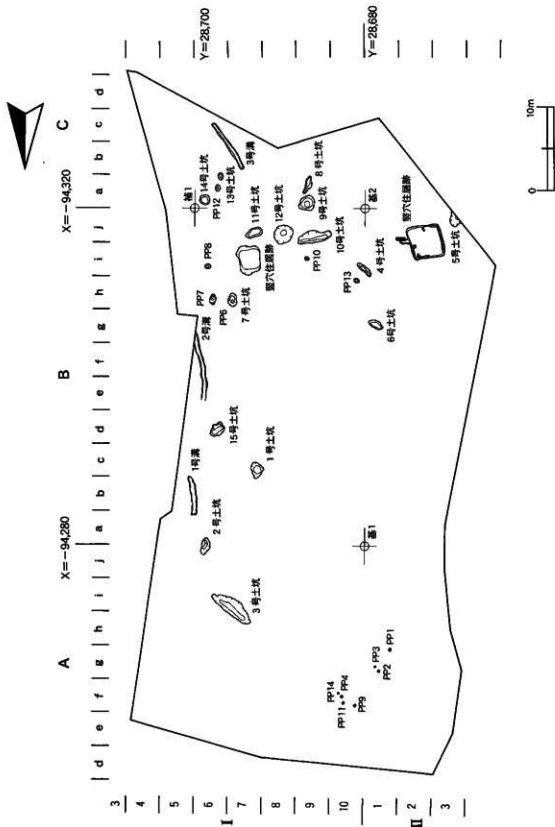 X=-94,280
X=-94,320
A
B
C
d
e
f
g
h
i
j
a
b
c
d
e
f
g
h
i
j
a
b
c
d
3
4
5
6
7
8
9
10
1
2
3
I
II
Y=28,700
Y=28,680
3号溝
14号土坑
補1
PP12
13号土坑
8号土坑
9号土坑
11号土坑
12号土坑
基2
PP8
竪穴住居跡
10号土坑
PP10
竪穴住居跡
5号土坑
PP13
4号土坑
PP7
PP6
7号土坑
2号溝
6号土坑
15号土坑
1号土坑
1号溝
2号土坑
基1
3号土坑
PP14
PP4
PP11
PP9
PP3
PP2
PP1
0
10m